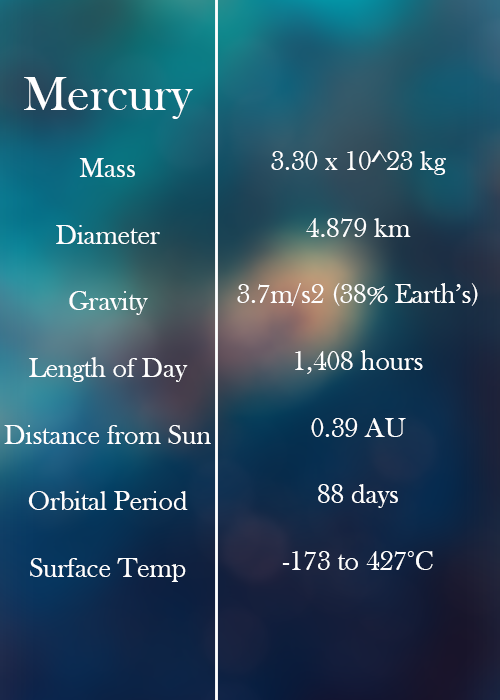 Mercury
Mass 3.30 x 10^23 kg
Diameter 4.879 km
Gravity 3.7m/s2 (38% Earth's)
Length of Day 1,408 hours
Distance from Sun 0.39 AU
Orbital Period 88 days
Surface Temp -173 to 427°C